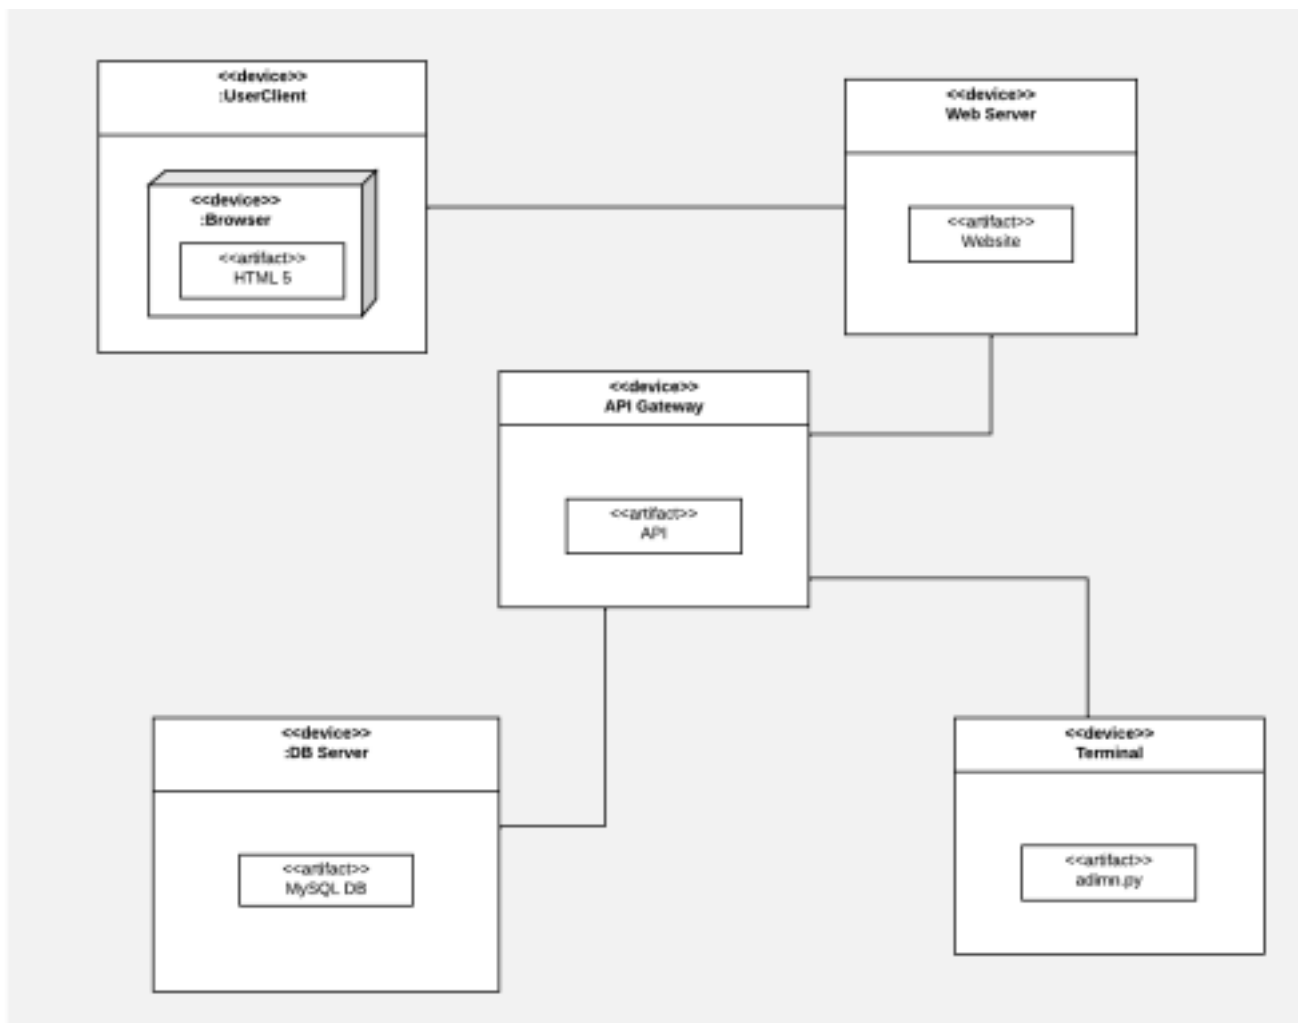 <<device>>
:UserClient
<<device>>
:Browser
<<artifact>>
HTML 5
<<device>>
Web Server
<<artifact>>
Website
<<device>>
API Gateway
<<artifact>>
API
<<device>>
:DB Server
<<artifact>>
MySQL DB
<<device>>
Terminal
<<artifact>>
adimn.py